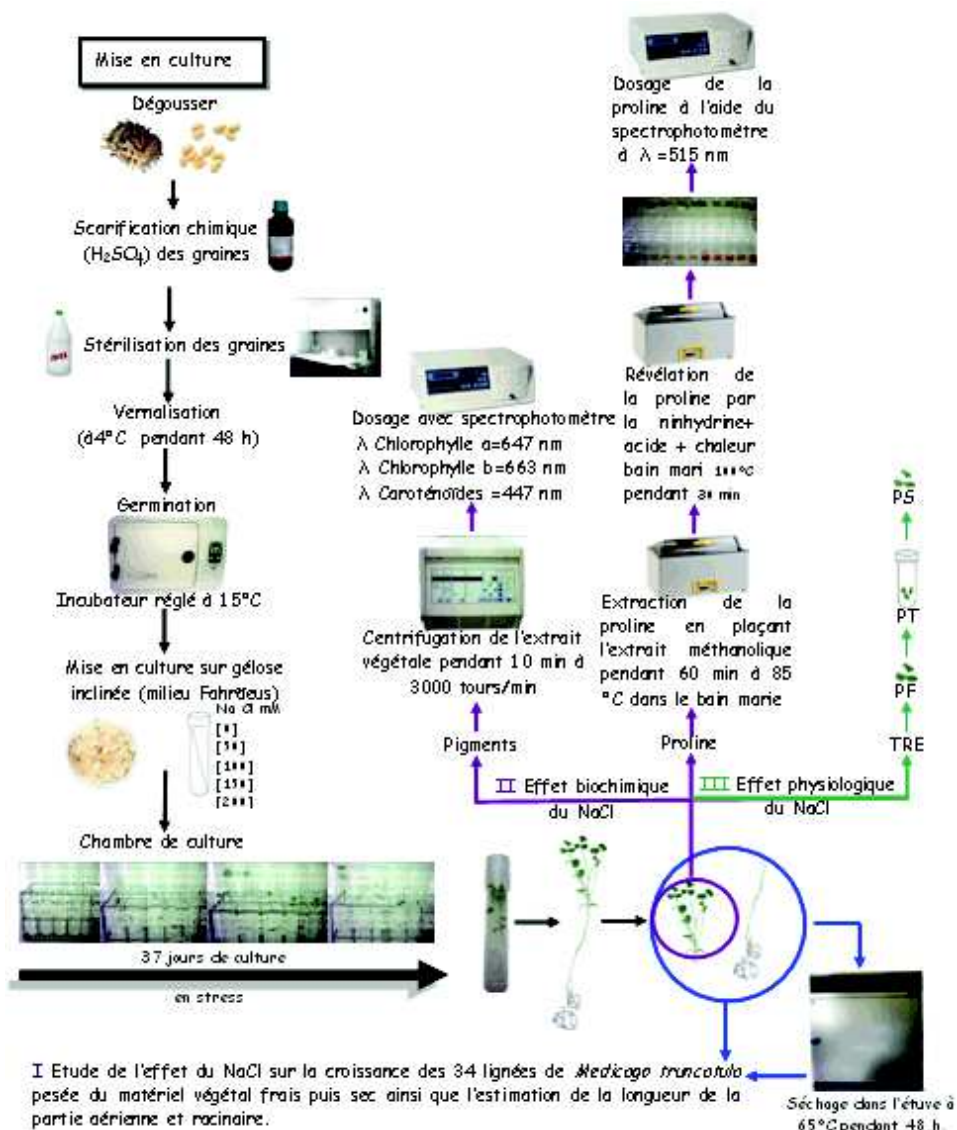 Mise en culture
Dégousser
Scarification chimique
(H₂SO₄) des graines
Stérilisation des graines
Vernalisation
(à4°C pendant 48 h)
Germination
Incubateur réglé à 15°C
Mise en culture sur gélose
inclinée (milieu Fahräeus)
Na Cl mM
[0]
[50]
[100]
[150]
[200]
Chambre de culture
37 jours de culture
en stress
Dosage avec spectrophotomètre
λ Chlorophylle a=647 nm
λ Chlorophylle b=663 nm
λ Caroténoïdes =447 nm
Centrifugation de l'extrait
végétale pendant 10 min à
3000 tours/min
Pigments
Dosage de la
proline à l'aide du
spectrophotomètre
à λ =515 nm
Révélation de
la proline par
la ninhydrine+
acide + chaleur
bain mari 100°C
pendant 30 min
Extraction de la
proline en plaçant
l'extrait méthanolique
pendant 60 min à 85
°C dans le bain marie
Proline
PS
PT
PF
TRE
II Effet biochimique
du NaCl
III Effet physiologique
du NaCl
I Etude de l'effet du NaCl sur la croissance des 34 lignées de Medicago truncatula
pesée du matériel végétal frais puis sec ainsi que l'estimation de la longueur de la
partie aérienne et racinaire.
Séchage dans l'étuve à
65°C pendant 48 h.